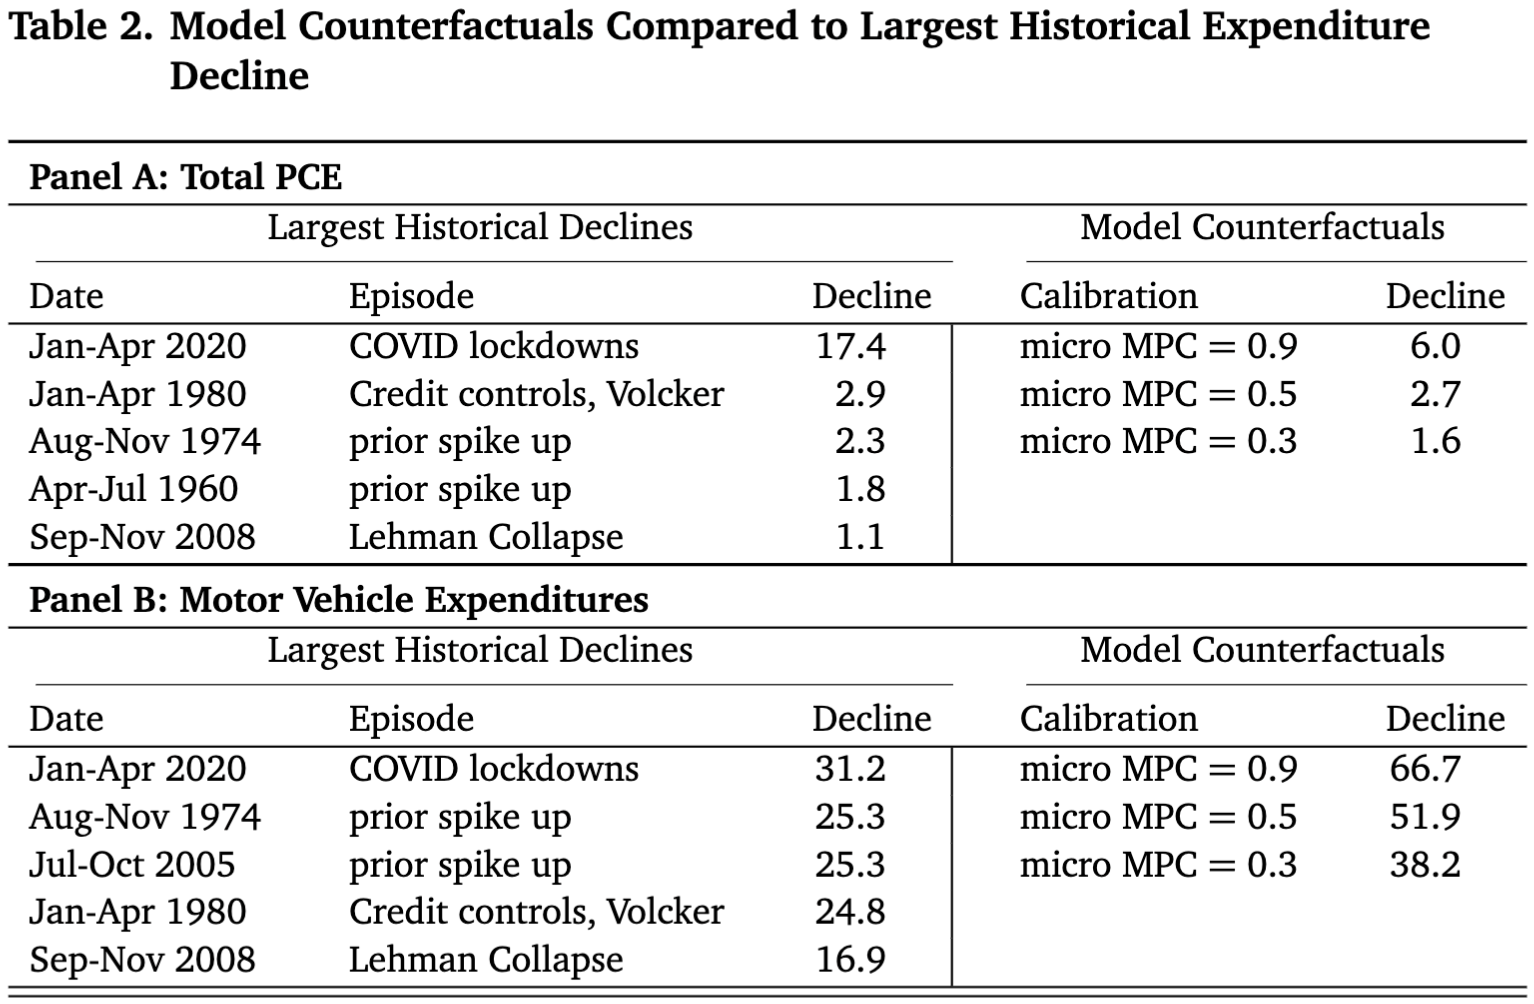 Table 2. Model Counterfactuals Compared to Largest Historical Expenditure
Decline
Panel A: Total PCE
Largest Historical Declines Model Counterfactuals
Date Episode Decline Calibration Decline
Jan-Apr 2020 COVID lockdowns 17.4 micro MPC = 0.9 6.0
Jan-Apr 1980 Credit controls, Volcker 2.9 micro MPC = 0.5 2.7
Aug-Nov 1974 prior spike up 2.3 micro MPC = 0.3 1.6
Apr-Jul 1960 prior spike up 1.8
Sep-Nov 2008 Lehman Collapse 1.1
Panel B: Motor Vehicle Expenditures
Largest Historical Declines Model Counterfactuals
Date Episode Decline Calibration Decline
Jan-Apr 2020 COVID lockdowns 31.2 micro MPC = 0.9 66.7
Aug-Nov 1974 prior spike up 25.3 micro MPC = 0.5 51.9
Jul-Oct 2005 prior spike up 25.3 micro MPC = 0.3 38.2
Jan-Apr 1980 Credit controls, Volcker 24.8
Sep-Nov 2008 Lehman Collapse 16.9